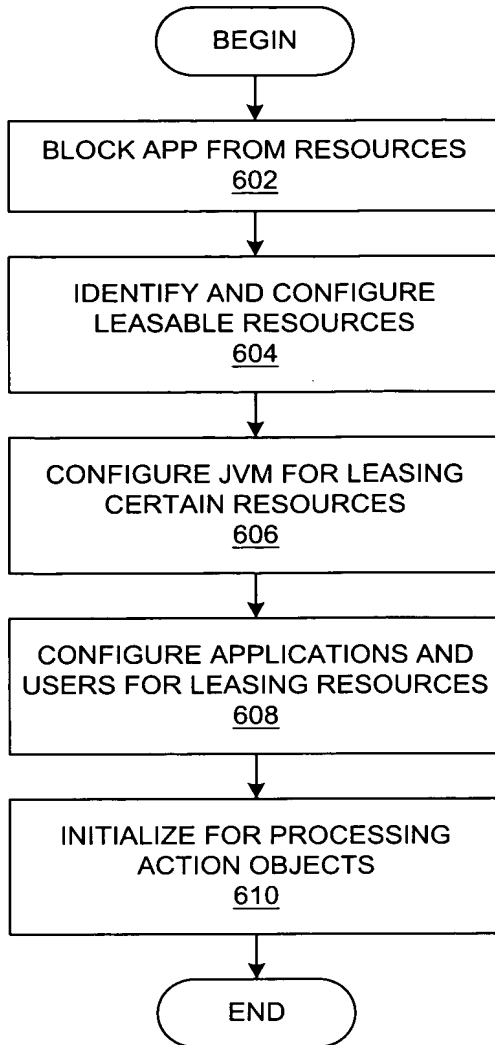 BEGIN
BLOCK APP FROM RESOURCES
602
IDENTIFY AND CONFIGURE
LEASABLE RESOURCES
604
CONFIGURE JVM FOR LEASING
CERTAIN RESOURCES
606
CONFIGURE APPLICATIONS AND
USERS FOR LEASING RESOURCES
608
INITIALIZE FOR PROCESSING
ACTION OBJECTS
610
END